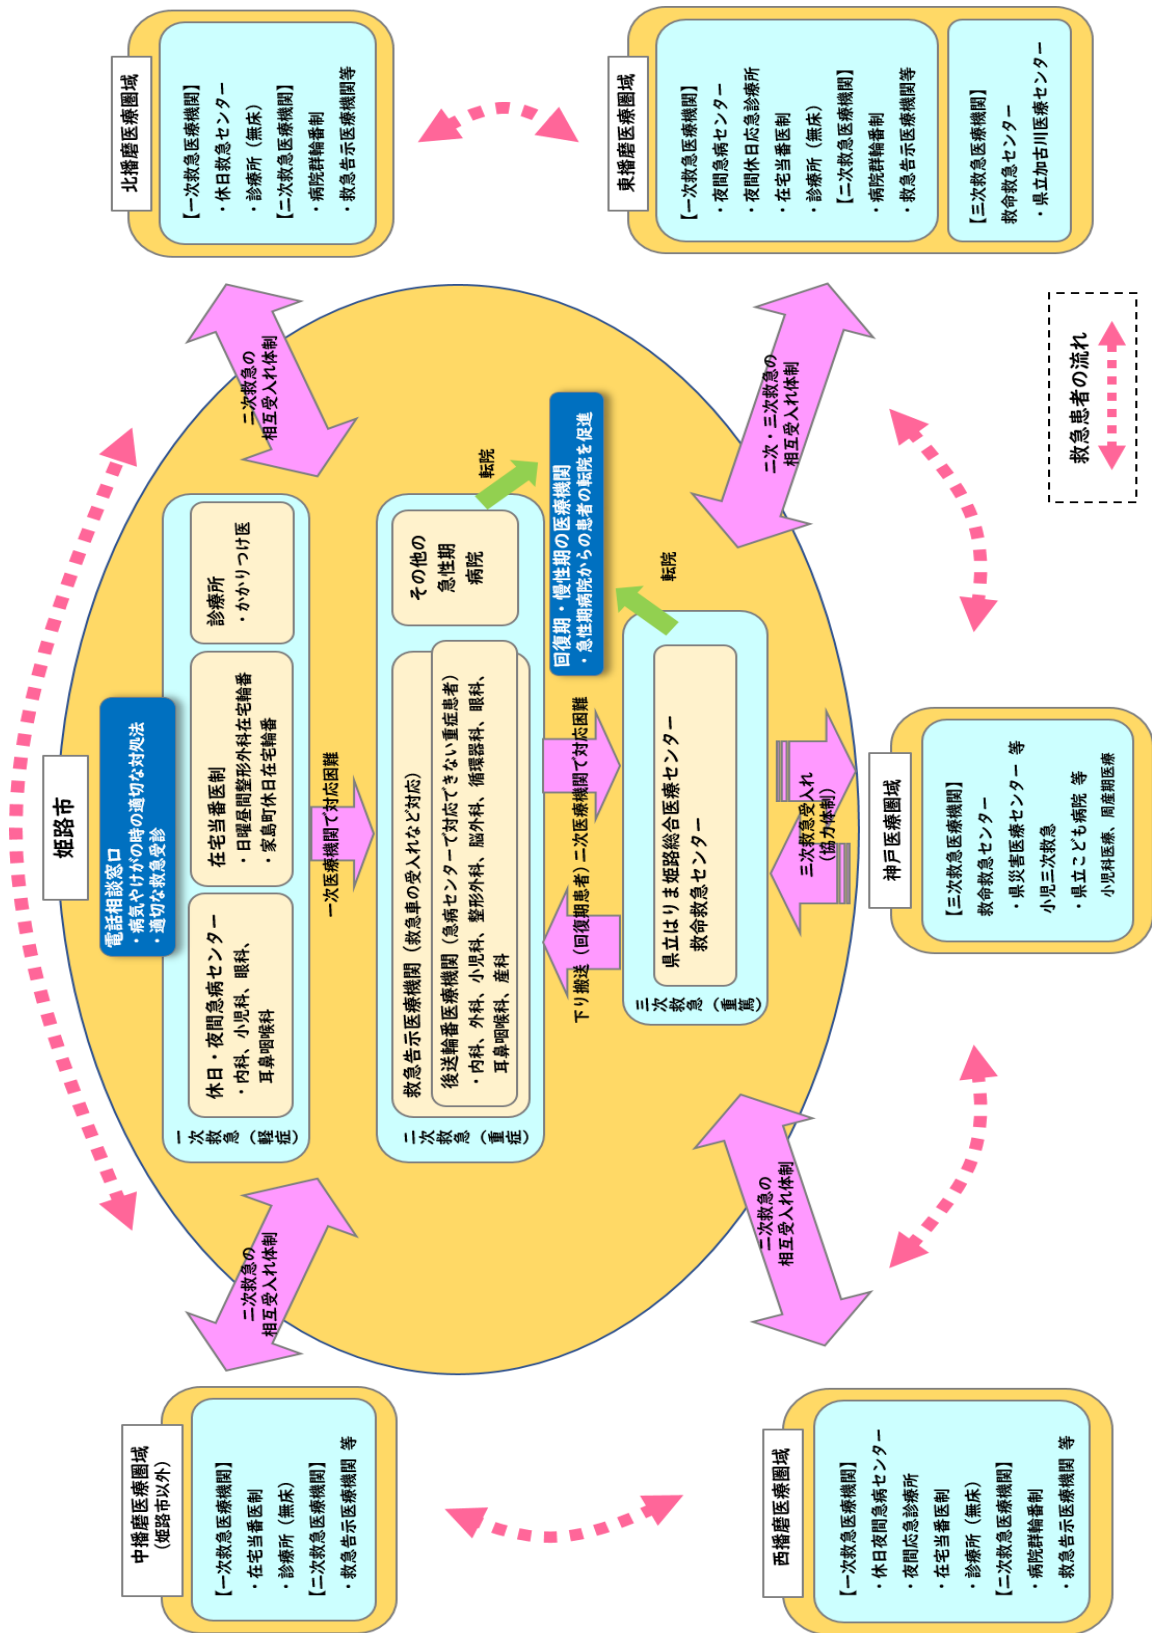 中播磨医療圏域
（姫路市以外）
【一次救急医療機関】
・在宅当番医制
・診療所（無床）
【二次救急医療機関】
・救急告示医療機関 等
姫路市
電話相談窓口
・病気やけがの時の適切な対処法
・適切な救急受診
北播磨医療圏域
【一次救急医療機関】
・休日救急センター
・診療所（無床）
【二次救急医療機関】
・病院群輪番制
・救急告示医療機関等
二次救急の
相互受入れ体制
二次救急の
相互受入れ体制
一次救急（軽症）
休日・夜間急病センター
・内科、小児科、眼科、
耳鼻咽喉科
在宅当番医制
・日曜昼間整形外科在宅輪番
・家島町休日在宅輪番
診療所
・かかりつけ医
一次医療機関で対応困難
二次救急（重症）
救急告示医療機関（救急車の受入れなど対応）
後送輪番医療機関（急病センターで対応できない重症患者）
・内科、外科、小児科、整形外科、脳外科、循環器科、眼科、
耳鼻咽喉科、産科
その他の
急性期
病院
転院
回復期・慢性期の医療機関
・急性期病院からの患者の転院を促進
下り搬送（回復期患者）
二次医療機関で対応困難
三次救急（重篤）
県立はりま姫路総合医療センター
救命救急センター
転院
二次救急の
相互受入れ体制
三次救急受入れ
（協力体制）
二次・三次救急の
相互受入れ体制
西播磨医療圏域
【一次救急医療機関】
・休日夜間急病センター
・夜間応急診療所
・在宅当番医制
・診療所（無床）
【二次救急医療機関】
・病院群輪番制
・救急告示医療機関 等
神戸医療圏域
【三次救急医療機関】
救命救急センター
・県災害医療センター 等
小児三次救急
・県立こども病院 等
小児科医療、周産期医療
東播磨医療圏域
【一次救急医療機関】
・夜間急病センター
・夜間休日応急診療所
・在宅当番医制
・診療所（無床）
【二次救急医療機関】
・病院群輪番制
・救急告示医療機関等
【三次救急医療機関】
救命救急センター
・県立加古川医療センター
救急患者の流れ